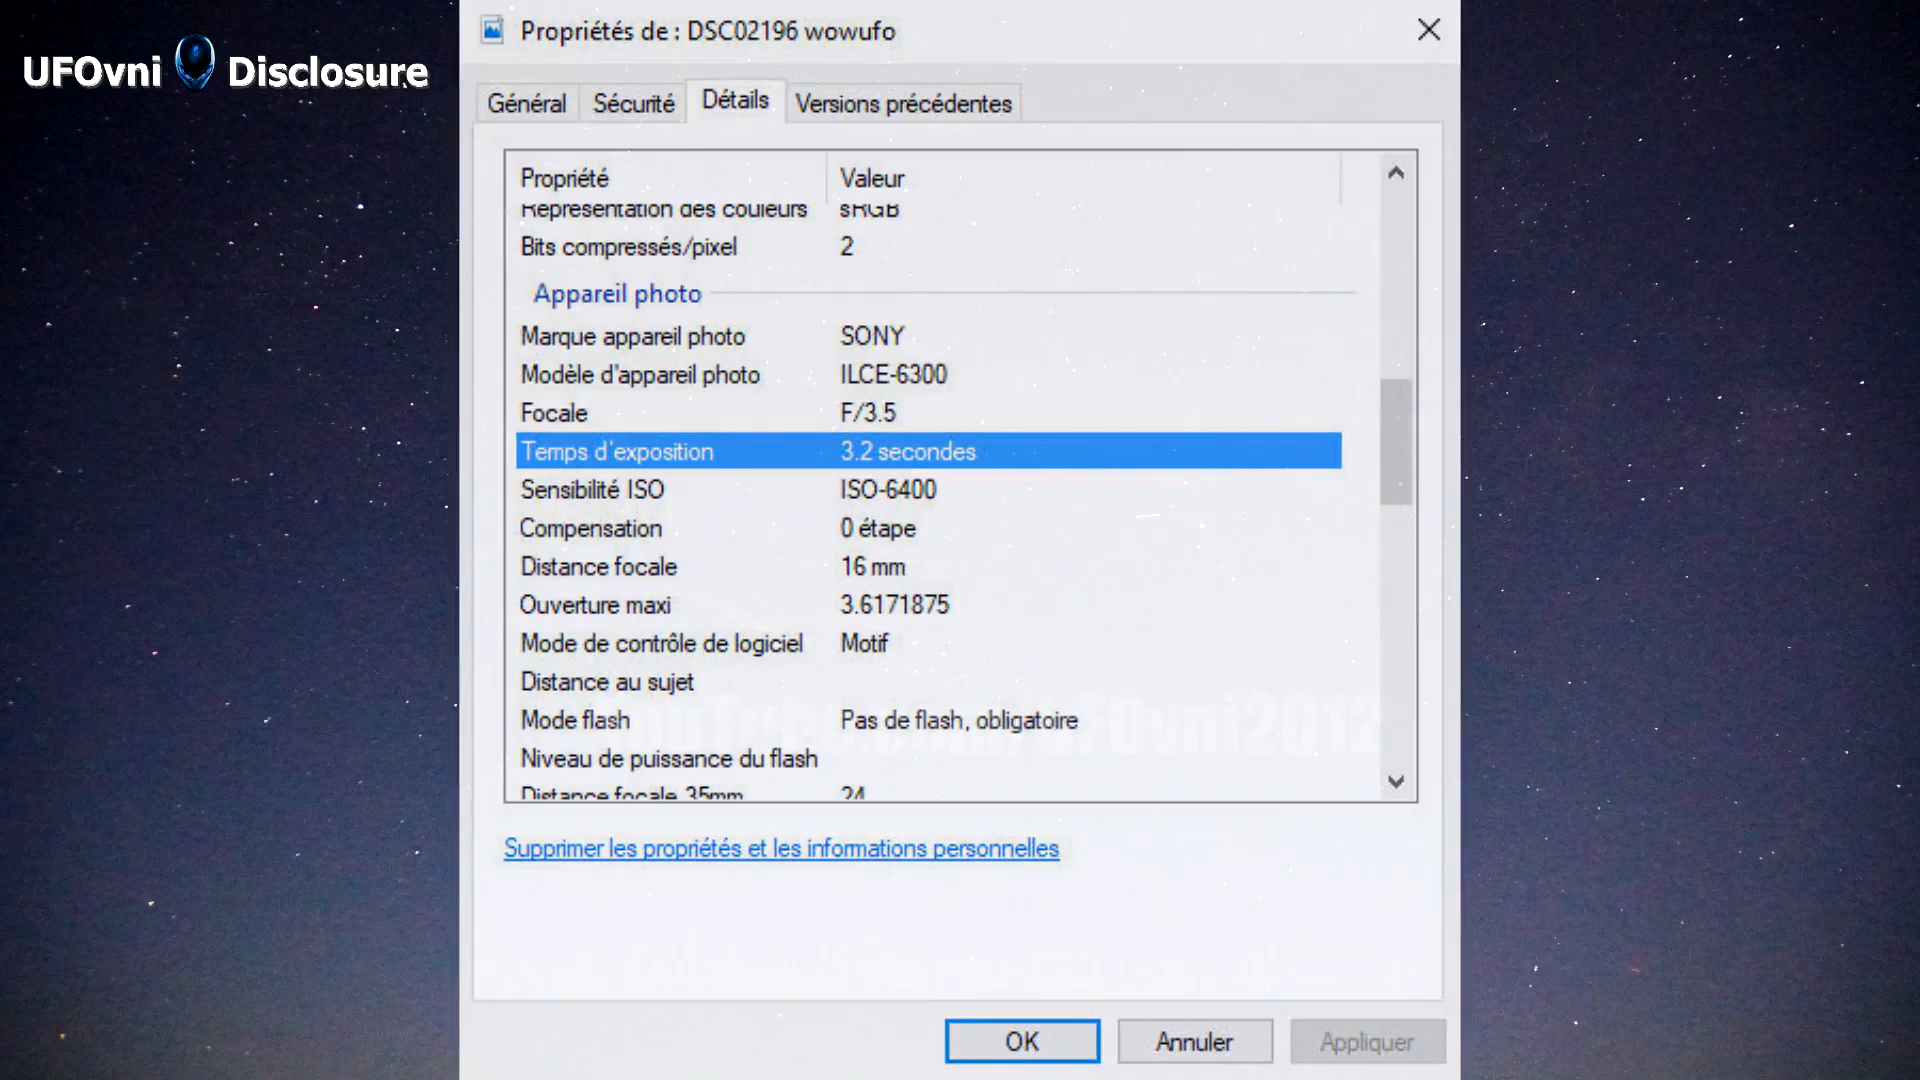 UFOvni Disclosure
Propriétés de : DSC02196 wowufo
Général Sécurité Détails Versions précédentes
Propriété Valeur
Représentation des couleurs sRGB
Bits compressés/pixel 2
Appareil photo
Marque appareil photo SONY
Modèle d'appareil photo ILCE-6300
Focale F/3.5
Temps d'exposition 3.2 secondes
Sensibilité ISO ISO-6400
Compensation 0 étape
Distance focale 16 mm
Ouverture maxi 3.6171875
Mode de contrôle de logiciel Motif
Distance au sujet
YouTube.com/UFOvni2012
Mode flash Pas de flash, obligatoire
Niveau de puissance du flash
Distance focale 35mm 24
Supprimer les propriétés et les informations personnelles
OK Annuler Appliquer